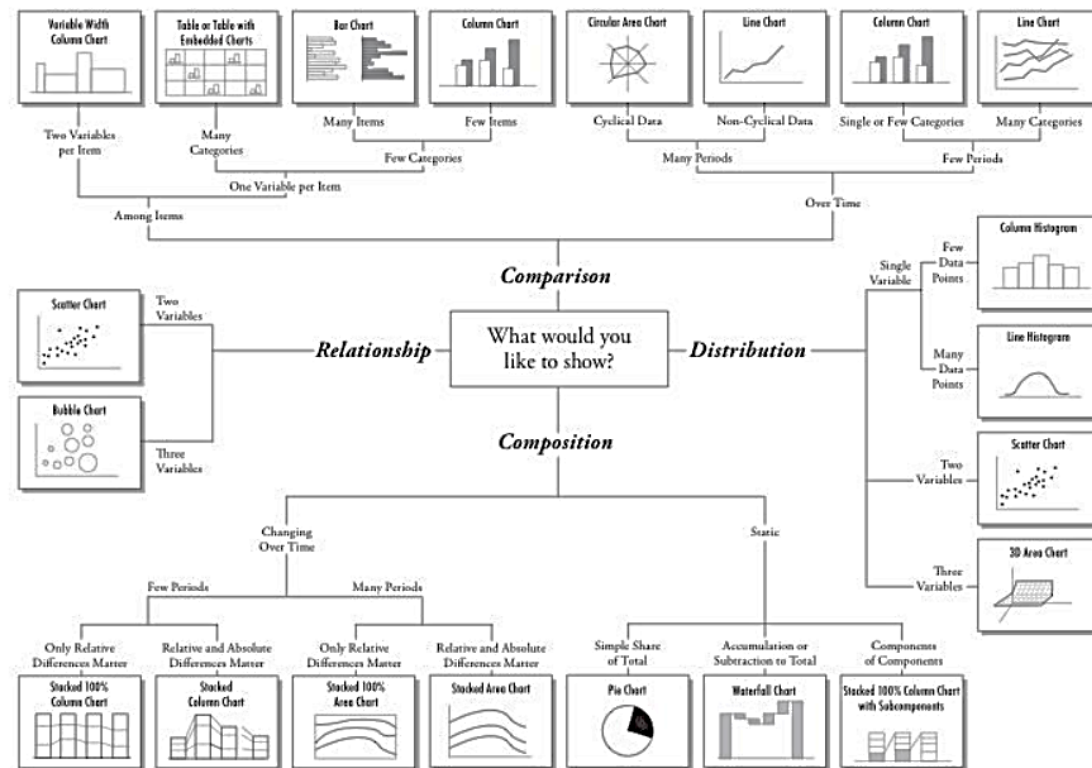 Variable Width
Column Chart
Table or Table with
Embedded Charts
Bar Chart
Column Chart
Circular Area Chart
Line Chart
Column Chart
Line Chart
Two Variables
per Item
Many
Categories
Many Items
Few Items
Cyclical Data
Non-Cyclical Data
Single or Few Categories
Many Categories
Few Categories
Many Periods
Few Periods
One Variable per Item
Over Time
Among Items
Comparison
What would you
like to show?
Relationship
Two
Variables
Scatter Chart
Bubble Chart
Three
Variables
Distribution
Single
Variable
Few
Data
Points
Column Histogram
Many
Data
Points
Line Histogram
Two
Variables
Scatter Chart
Three
Variables
3D Area Chart
Composition
Changing
Over Time
Static
Few Periods
Many Periods
Only Relative
Differences Matter
Relative and Absolute
Differences Matter
Only Relative
Differences Matter
Relative and Absolute
Differences Matter
Simple Share
of Total
Accumulation or
Subtraction to Total
Components
of Components
Stacked 100%
Column Chart
Stacked
Column Chart
Stacked 100%
Area Chart
Stacked Area Chart
Pie Chart
Waterfall Chart
Stacked 100% Column Chart
with Subcomponents